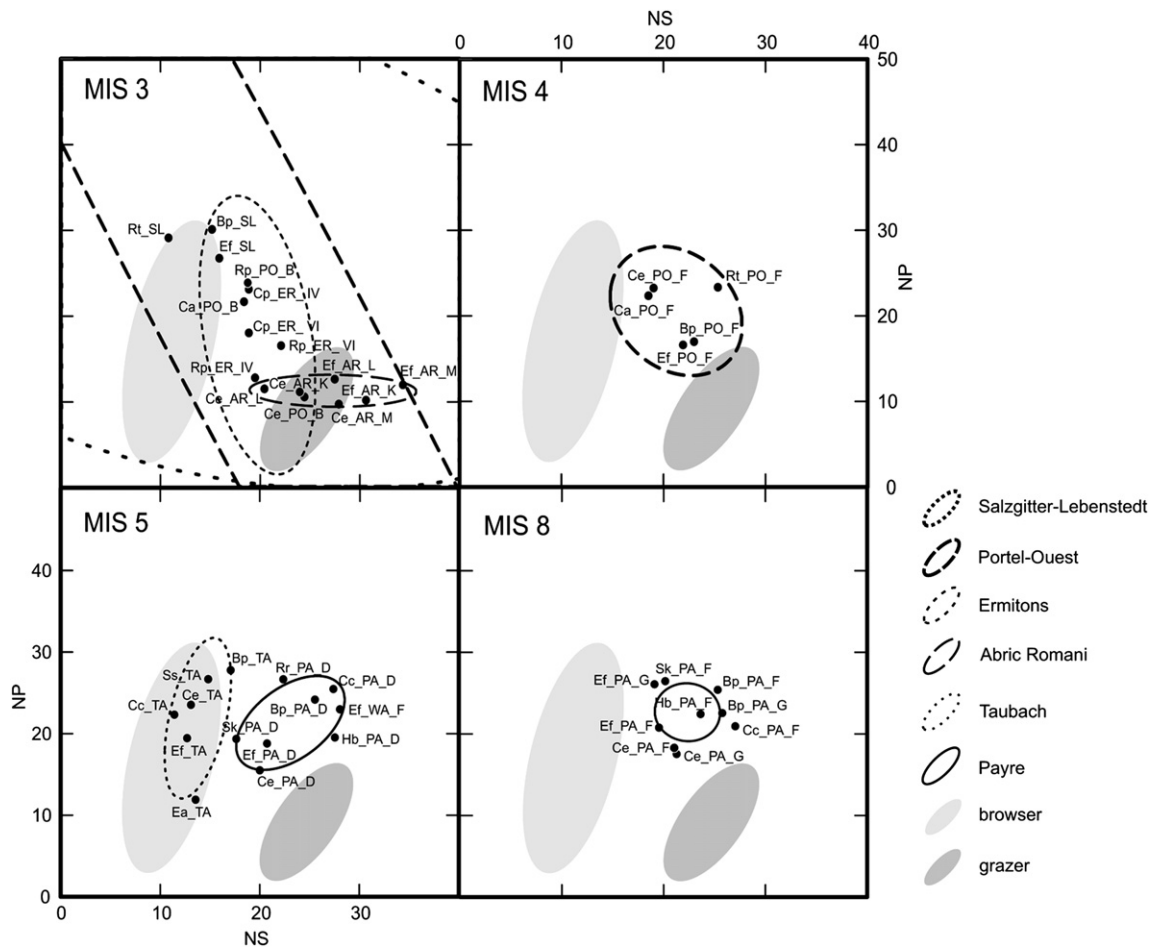 NS
0
10
20
30
40
MIS 3
MIS 4
50
40
30
20
10
0
NP
Rt_SL
Bp_SL
Ef_SL
Rp_PO_B
Cp_ER_IV
Ca_PO_B
Cp_ER_VI
Rp_ER_VI
Rp_ER_IV
Ef_AR_L
Ef_AR_M
Ce_AR_K
Ef_AR_K
Ce_AR_L
Ce_PO_B
Ce_AR_M
Ce_PO_F
Rt_PO_F
Ca_PO_F
Bp_PO_F
Ef_PO_F
MIS 5
MIS 8
40
30
20
10
0
NP
Bp_TA
Ss_TA
Ce_TA
Cc_TA
Ef_TA
Ea_TA
Rr_PA_D
Cc_PA_D
Bp_PA_D
Ef_WA_F
Sk_PA_D
Hb_PA_D
Ef_PA_D
Ce_PA_D
Sk_PA_F
Ef_PA_G
Bp_PA_F
Hb_PA_F
Bp_PA_G
Ef_PA_F
Cc_PA_F
Ce_PA_F
Ce_PA_G
0
10
20
30
NS
Salzgitter-Lebenstedt
Portel-Ouest
Ermitons
Abric Romani
Taubach
Payre
browser
grazer